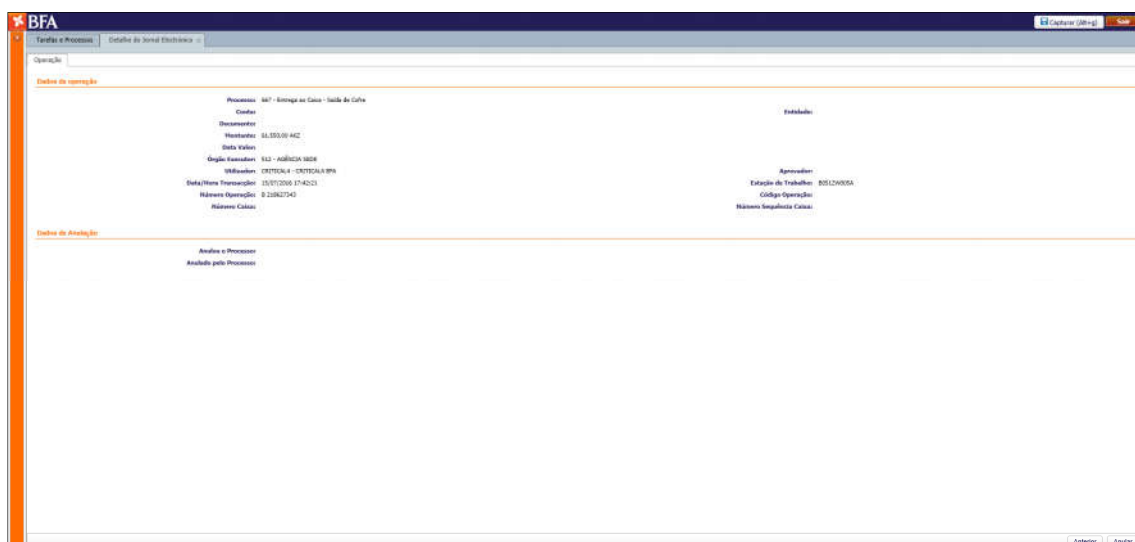 BFA
Capturar (Alt+g) Sair
Tarefas e Processos Detalhe do Jornal Electrónico
Operação
Dados da operação
Processo: 667 - Entrega ao Caixa - Saída de Cofre
Conta: Entidade:
Documento:
Montante:
Data Valor:
Órgão Executor: 512 - AGÊNCIA SEDE
Utilizador: CRITICAL4 - CRITICAL4 BFA Aprovador:
Data/Hora Transacção: 15/07/2016 17:42:21 Estação de Trabalho: B0512W005A
Número Operação: Código Operação:
Número Caixa: Número Sequência Caixa:
Dados de Anulação
Anulou o Processo:
Anulado pelo Processo:
Anterior Anular